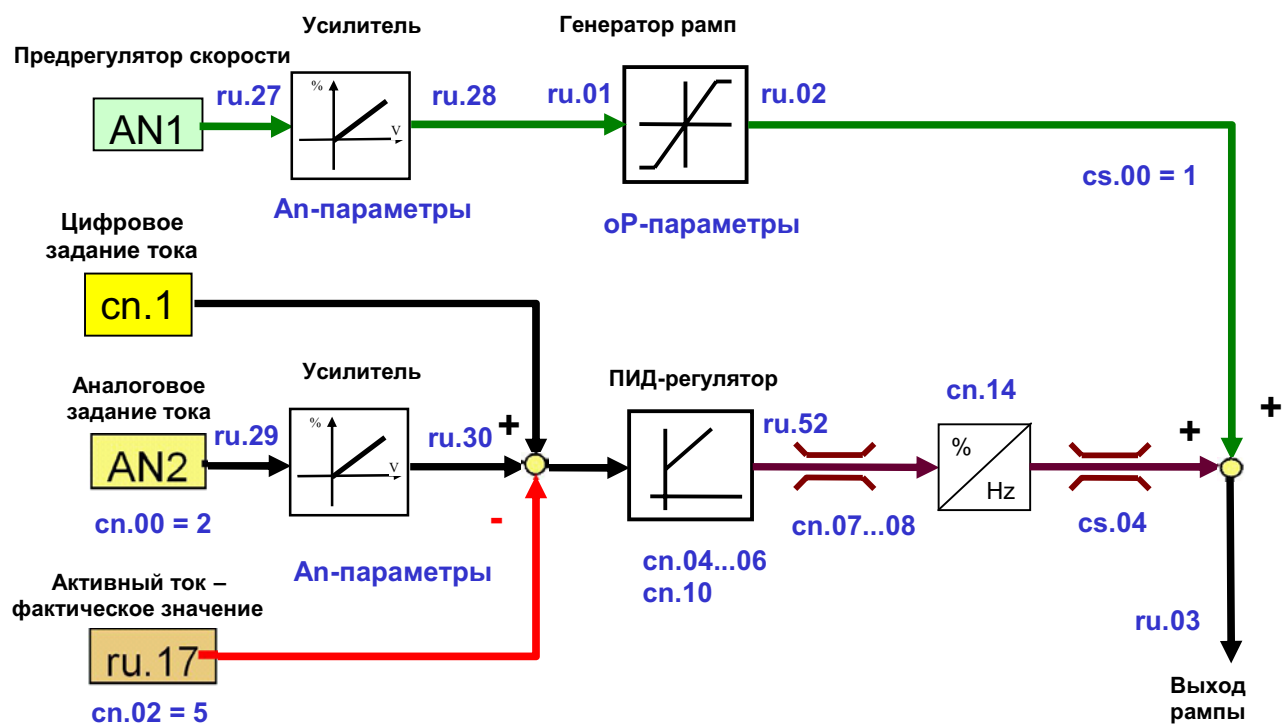 Усилитель
Генератор рамп
Предрегулятор скорости
ru.27
ru.28
ru.01
ru.02
AN1
%
V
An-параметры
oP-параметры
cs.00 = 1
Цифровое
задание тока
cn.1
Аналоговое
задание тока
Усилитель
ПИД-регулятор
cn.14
+
ru.29
ru.30
+
ru.52
+
AN2
%
V
%
Hz
cn.00 = 2
-
cn.07...08
cs.04
An-параметры
cn.04...06
cn.10
Активный ток –
фактическое значение
ru.17
ru.03
cn.02 = 5
Выход
рампы